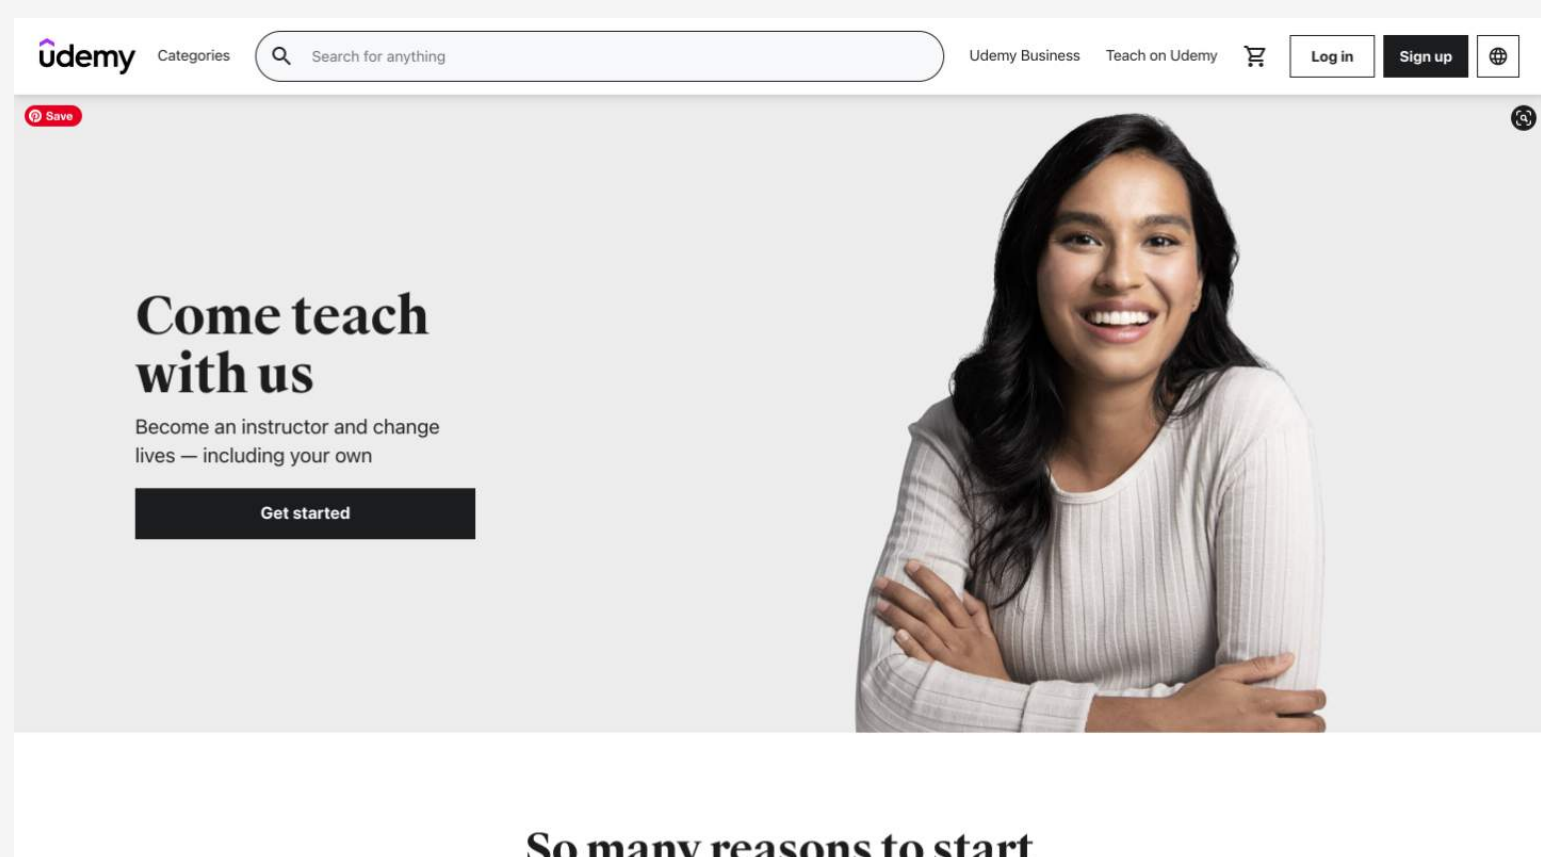 ûdemy
Categories
Search for anything
Udemy Business
Teach on Udemy
Log in
Sign up
Save
Come teach
with us
Become an instructor and change
lives — including your own
Get started
So many reasons to start